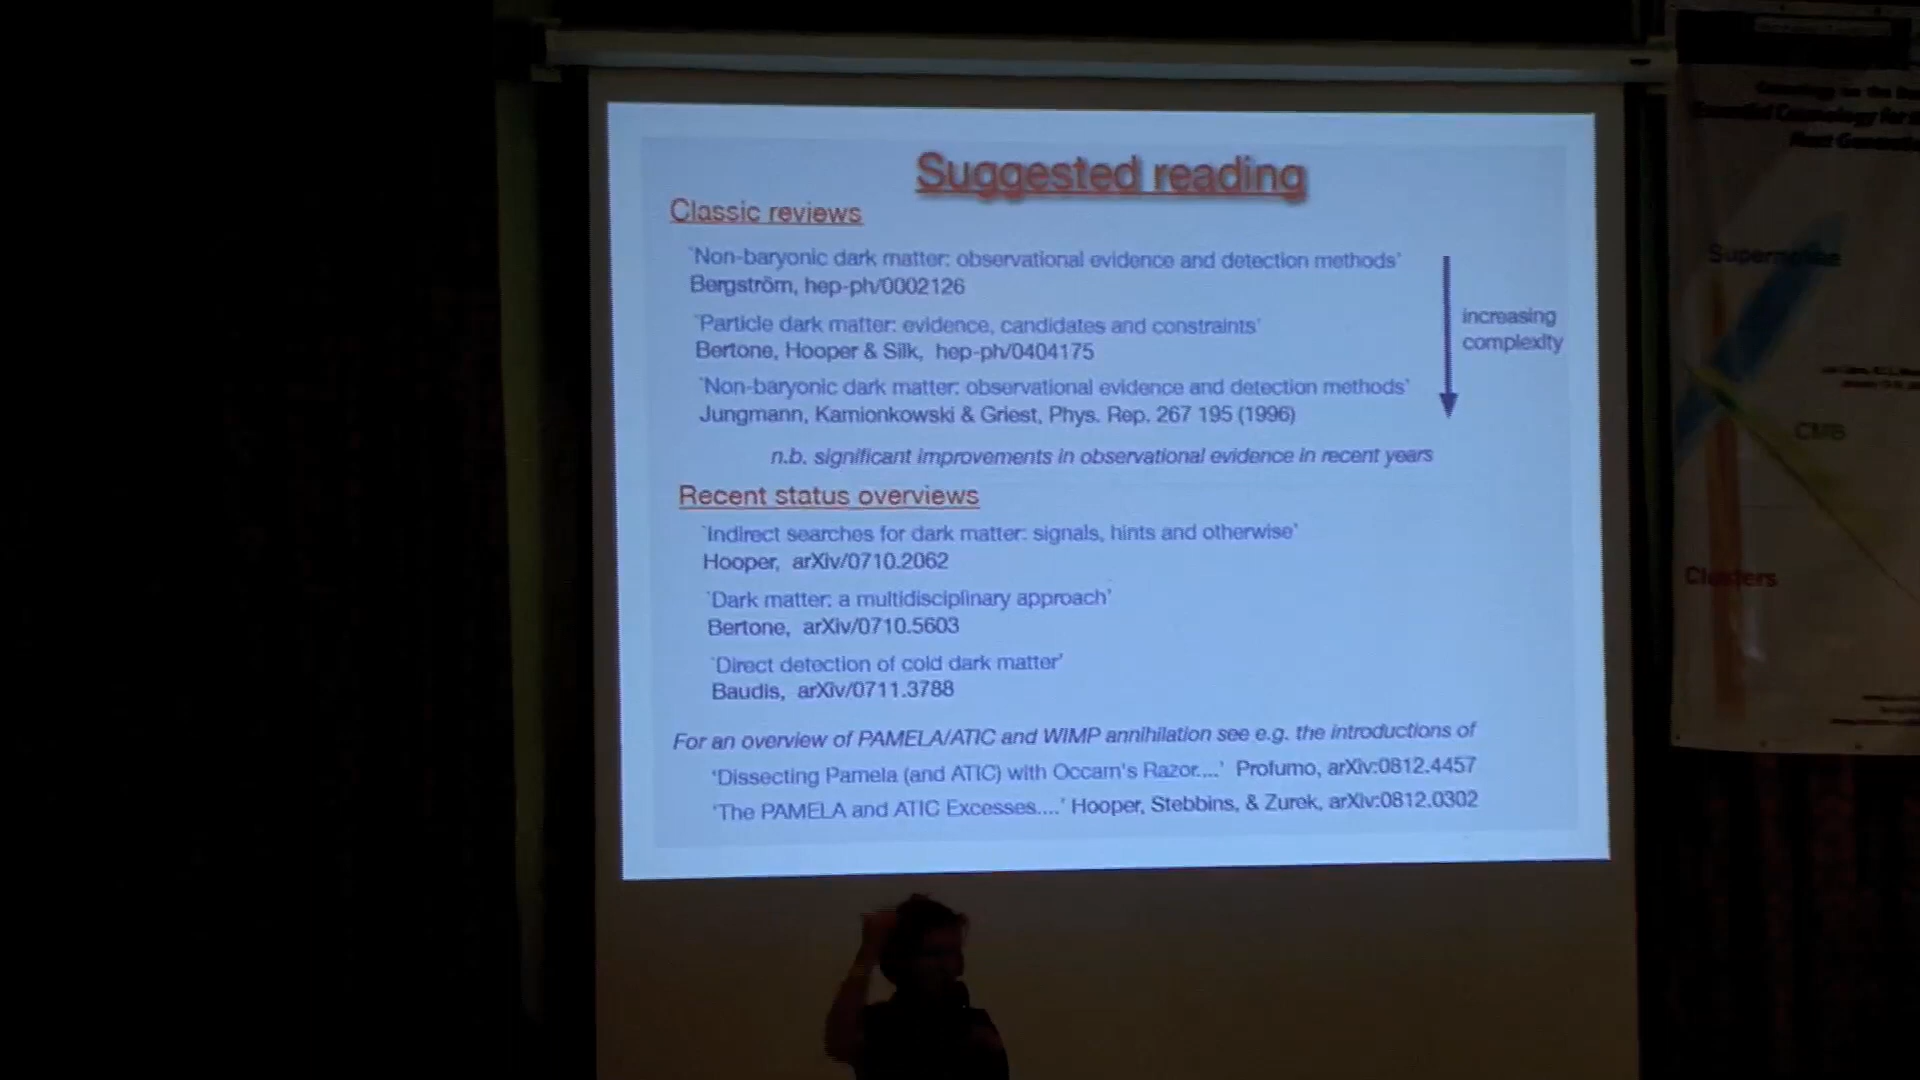 Suggested reading
Classic reviews
`Non-baryonic dark matter: observational evidence and detection methods'
Bergström, hep-ph/0002126
`Particle dark matter: evidence, candidates and constraints'
Bertone, Hooper & Silk, hep-ph/0404175
`Non-baryonic dark matter: observational evidence and detection methods'
Jungmann, Kamionkowski & Griest, Phys. Rep. 267 195 (1996)
increasing
complexity
n.b. significant improvements in observational evidence in recent years
Recent status overviews
`Indirect searches for dark matter: signals, hints and otherwise'
Hooper, arXiv/0710.2062
`Dark matter: a multidisciplinary approach'
Bertone, arXiv/0710.5603
`Direct detection of cold dark matter'
Baudis, arXiv/0711.3788
For an overview of PAMELA/ATIC and WIMP annihilation see e.g. the introductions of
'Dissecting Pamela (and ATIC) with Occam's Razor....' Profumo, arXiv:0812.4457
'The PAMELA and ATIC Excesses....' Hooper, Stebbins, & Zurek, arXiv:0812.0302
Essential Cosmology for the
Next
Supernovae
CMB
Clusters